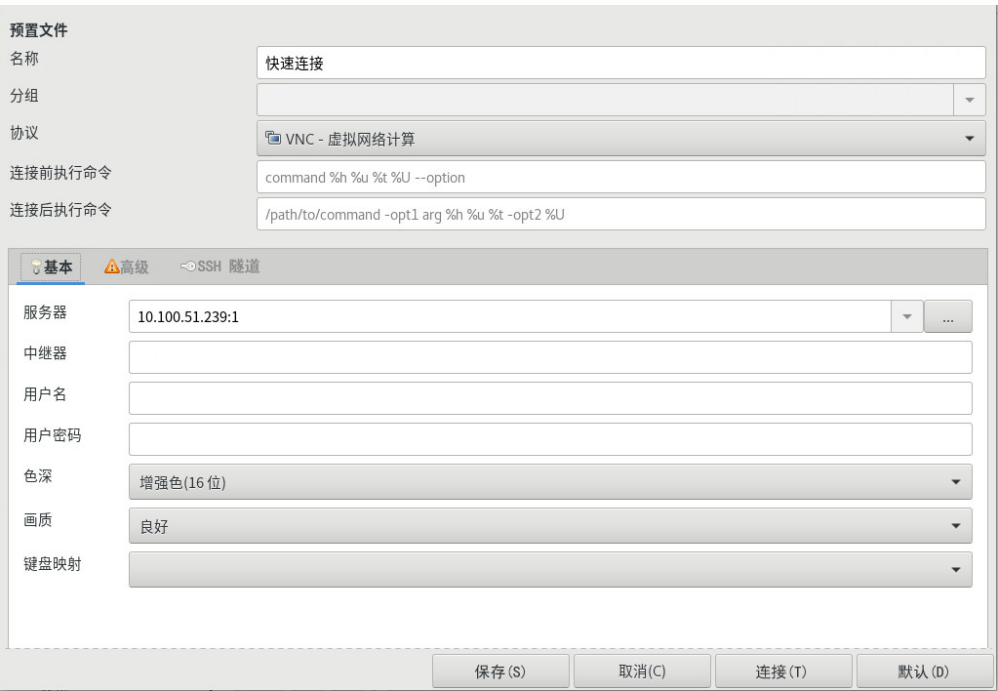 预置文件
名称
快速连接
分组
协议
VNC - 虚拟网络计算
连接前执行命令
command %h %u %t %U --option
连接后执行命令
/path/to/command -opt1 arg %h %u %t -opt2 %U
基本 高级 SSH 隧道
服务器
10.100.51.239:1
...
中继器
用户名
用户密码
色深
增强色(16 位)
画质
良好
键盘映射
保存(S) 取消(C) 连接(T) 默认(D)